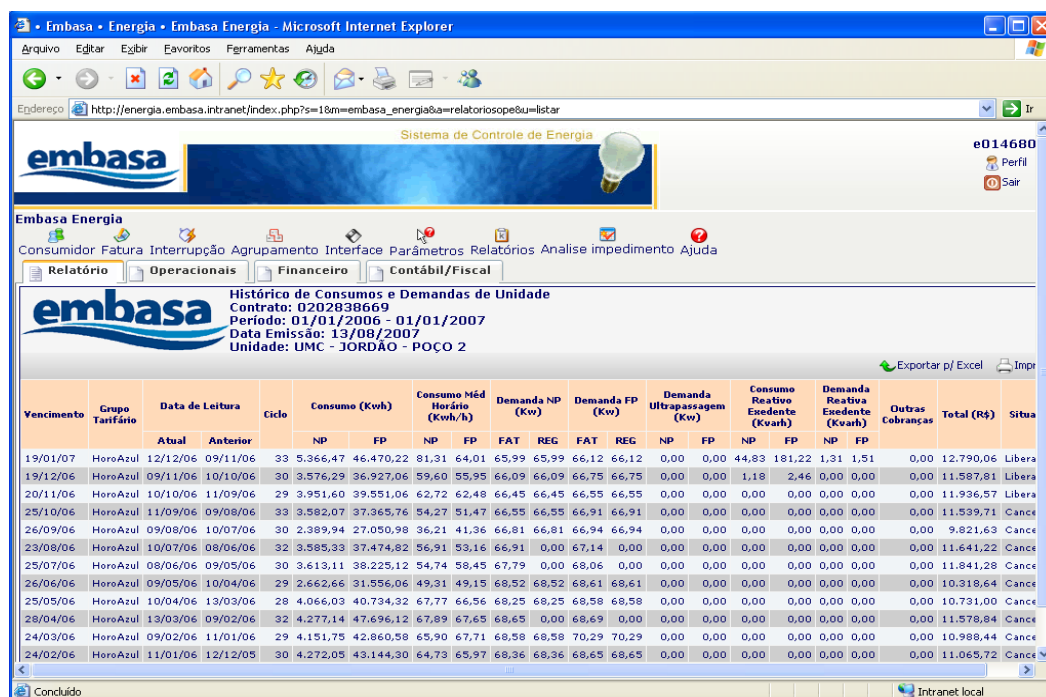 • Embasa • Energia • Embasa Energia - Microsoft Internet Explorer
Arquivo Editar Exibir Favoritos Ferramentas Ajuda
Endereço http://energia.embasa.intranet/index.php?s=1&m=embasa_energia&a=relatoriosope&u=listar Ir
Sistema de Controle de Energia
embasa
e014680
Perfil
Sair
Embasa Energia
Consumidor Fatura Interrupção Agrupamento Interface Parâmetros Relatórios Analise impedimento Ajuda
Relatório Operacionais Financeiro Contábil/Fiscal
embasa
Histórico de Consumos e Demandas de Unidade
Contrato: 0202838669
Período: 01/01/2006 - 01/01/2007
Data Emissão: 13/08/2007
Unidade: UMC - JORDÃO - POÇO 2
Exportar p/ Excel Impr
Vencimento Grupo Tarifário Data de Leitura Ciclo Consumo (Kwh) Consumo Méd Horário (Kwh/h) Demanda NP (Kw) Demanda FP (Kw) Demanda Ultrapassagem (Kw) Consumo Reativo Exedente (Kvarh) Demanda Reativa Exedente (Kvarh) Outras Cobranças Total (R$) Situa
Atual Anterior NP FP NP FP FAT REG FAT REG NP FP NP FP NP FP
19/01/07 HoroAzul 12/12/06 09/11/06 33 5.366,47 46.470,22 81,31 64,01 65,99 65,99 66,12 66,12 0,00 0,00 44,83 181,22 1,31 1,51 0,00 12.790,06 Libera
19/12/06 HoroAzul 09/11/06 10/10/06 30 3.576,29 36.927,06 59,60 55,95 66,09 66,09 66,75 66,75 0,00 0,00 1,18 2,46 0,00 0,00 0,00 11.587,81 Libera
20/11/06 HoroAzul 10/10/06 11/09/06 29 3.951,60 39.551,06 62,72 62,48 66,45 66,45 66,55 66,55 0,00 0,00 0,00 0,00 0,00 0,00 0,00 11.936,57 Libera
25/10/06 HoroAzul 11/09/06 09/08/06 33 3.582,07 37.365,76 54,27 51,47 66,55 66,55 66,91 66,91 0,00 0,00 0,00 0,00 0,00 0,00 0,00 11.539,71 Cance
26/09/06 HoroAzul 09/08/06 10/07/06 30 2.389,94 27.050,98 36,21 41,36 66,81 66,81 66,94 66,94 0,00 0,00 0,00 0,00 0,00 0,00 0,00 9.821,63 Cance
23/08/06 HoroAzul 10/07/06 08/06/06 32 3.585,33 37.474,82 56,91 53,16 66,91 0,00 67,14 0,00 0,00 0,00 0,00 0,00 0,00 0,00 0,00 11.641,22 Cance
25/07/06 HoroAzul 08/06/06 09/05/06 30 3.613,11 38.225,12 54,74 58,45 67,79 0,00 68,06 0,00 0,00 0,00 0,00 0,00 0,00 0,00 0,00 11.841,28 Cance
26/06/06 HoroAzul 09/05/06 10/04/06 29 2.662,66 31.556,06 49,31 49,15 68,52 68,52 68,61 68,61 0,00 0,00 0,00 0,00 0,00 0,00 0,00 10.318,64 Cance
25/05/06 HoroAzul 10/04/06 13/03/06 28 4.066,03 40.734,32 67,77 66,56 68,25 68,25 68,58 68,58 0,00 0,00 0,00 0,00 0,00 0,00 0,00 10.731,00 Cance
28/04/06 HoroAzul 13/03/06 09/02/06 32 4.277,14 47.696,12 67,89 67,65 68,65 0,00 68,69 0,00 0,00 0,00 0,00 0,00 0,00 0,00 0,00 11.578,84 Cance
24/03/06 HoroAzul 09/02/06 11/01/06 29 4.151,75 42.860,58 65,90 67,71 68,58 68,58 70,29 70,29 0,00 0,00 0,00 0,00 0,00 0,00 0,00 10.988,44 Cance
24/02/06 HoroAzul 11/01/06 12/12/05 30 4.272,05 43.144,30 64,73 65,97 68,36 68,36 68,65 68,65 0,00 0,00 0,00 0,00 0,00 0,00 0,00 11.065,72 Cance
Concluído Intranet local